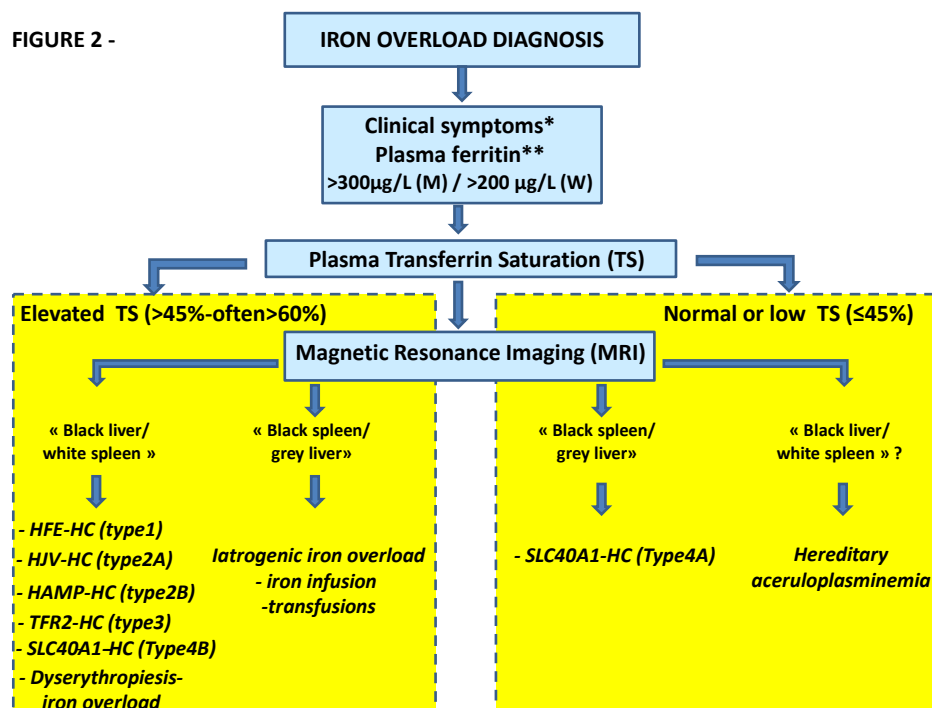 FIGURE 2 -
IRON OVERLOAD DIAGNOSIS
Clinical symptoms*
Plasma ferritin**
>300µg/L (M) / >200 µg/L (W)
Plasma Transferrin Saturation (TS)
Elevated TS (>45%-often>60%)
Normal or low TS (≤45%)
Magnetic Resonance Imaging (MRI)
« Black liver/
white spleen »
« Black spleen/
grey liver»
« Black spleen/
grey liver»
« Black liver/
white spleen » ?
- HFE-HC (type1)
- HJV-HC (type2A)
- HAMP-HC (type2B)
- TFR2-HC (type3)
- SLC40A1-HC (Type4B)
- Dyserythropiesis-
iron overload
Iatrogenic iron overload
- iron infusion
-transfusions
- SLC40A1-HC (Type4A)
Hereditary
aceruloplasminemia